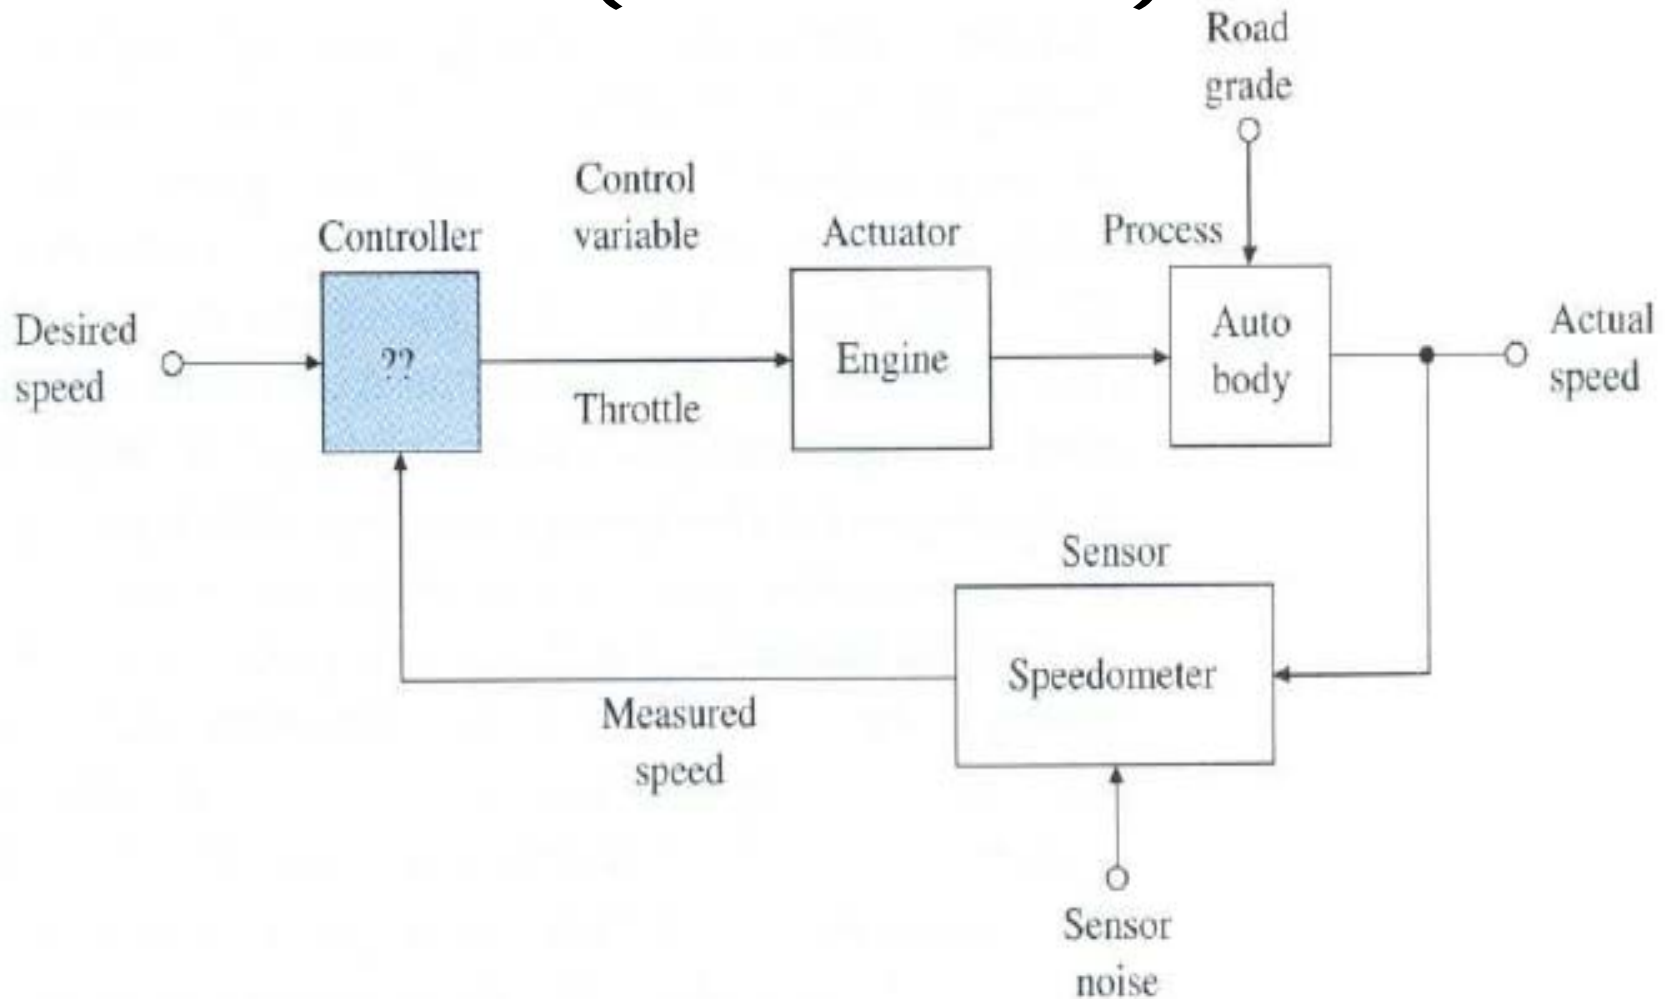 Road
grade
Control
variable
Controller
Actuator
Process
Desired
speed
??
Throttle
Engine
Auto
body
Actual
speed
Sensor
Speedometer
Measured
speed
Sensor
noise